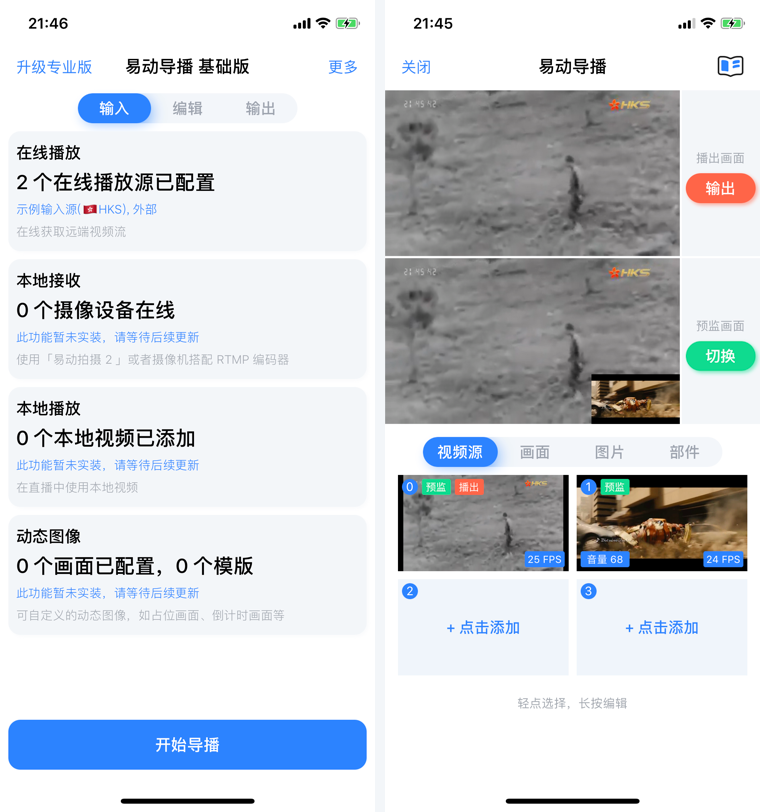 21:46
升级专业版
易动导播 基础版
更多
输入
编辑
输出
在线播放
2 个在线播放源已配置
示例输入源(🇭🇰HKS), 外部
在线获取远端视频流
本地接收
0 个摄像设备在线
此功能暂未实装，请等待后续更新
使用「易动拍摄 2 」或者摄像机搭配 RTMP 编码器
本地播放
0 个本地视频已添加
此功能暂未实装，请等待后续更新
在直播中使用本地视频
动态图像
0 个画面已配置，0 个模版
此功能暂未实装，请等待后续更新
可自定义的动态图像，如占位画面、倒计时画面等
开始导播
21:45
关闭
易动导播
21:45 42
HKS
播出画面
输出
21:45 42
HKS
预监画面
切换
视频源
画面
图片
部件
0
预监
播出
HKS
25 FPS
1
预监
音量 68
24 FPS
2
+ 点击添加
3
+ 点击添加
轻点选择，长按编辑